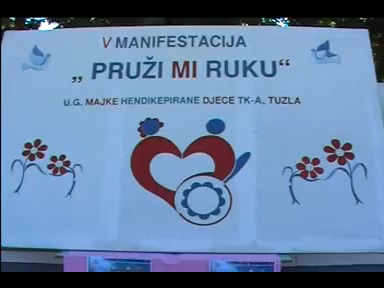 V MANIFESTACIJA
„ PRUŽI MI RUKU“
U.G. MAJKE HENDIKEPIRANE DJECE TK-A, TUZLA